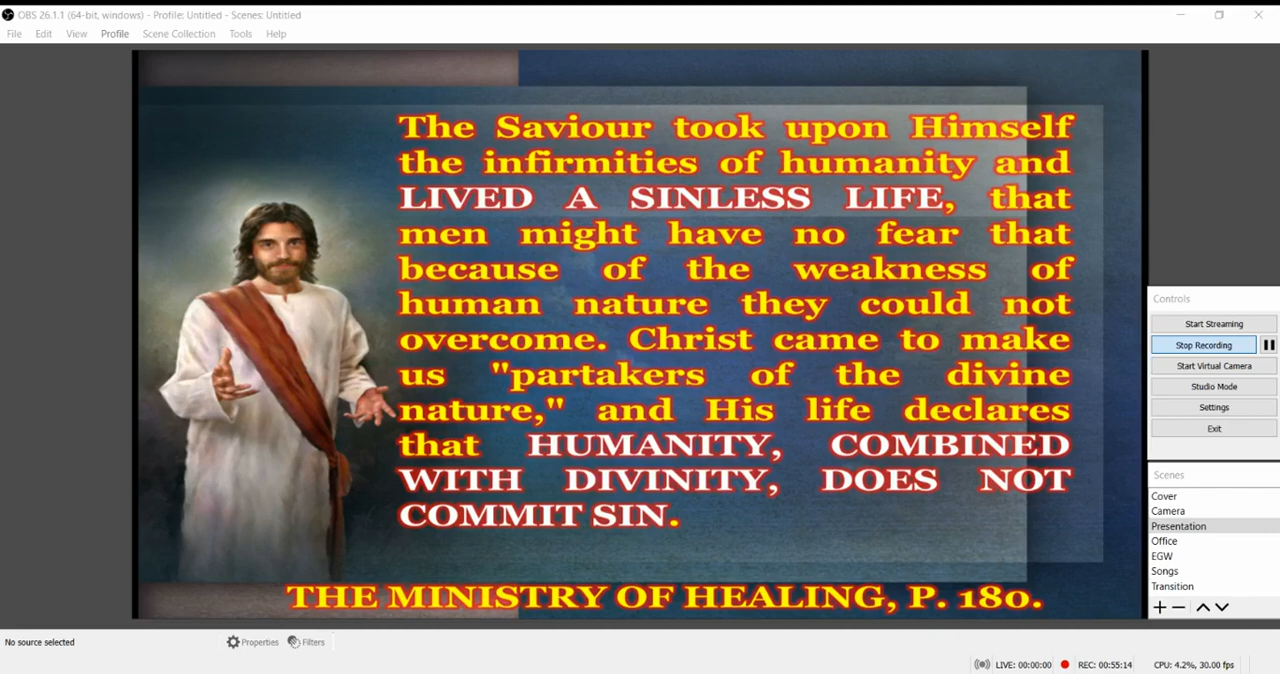 OBS 26.1.1 (64-bit, windows) - Profile: Untitled - Scenes: Untitled
File Edit View Profile Scene Collection Tools Help
The Saviour took upon Himself
the infirmities of humanity and
LIVED A SINLESS LIFE, that
men might have no fear that
because of the weakness of
human nature they could not
overcome. Christ came to make
us "partakers of the divine
nature," and His life declares
that HUMANITY, COMBINED
WITH DIVINITY, DOES NOT
COMMIT SIN.
THE MINISTRY OF HEALING, P. 180.
Controls
Start Streaming
Stop Recording
Start Virtual Camera
Studio Mode
Settings
Exit
Scenes
Cover
Camera
Presentation
Office
EGW
Songs
Transition
No source selected Properties Filters
LIVE: 00:00:00 REC: 00:55:14 CPU: 4.2%, 30.00 fps